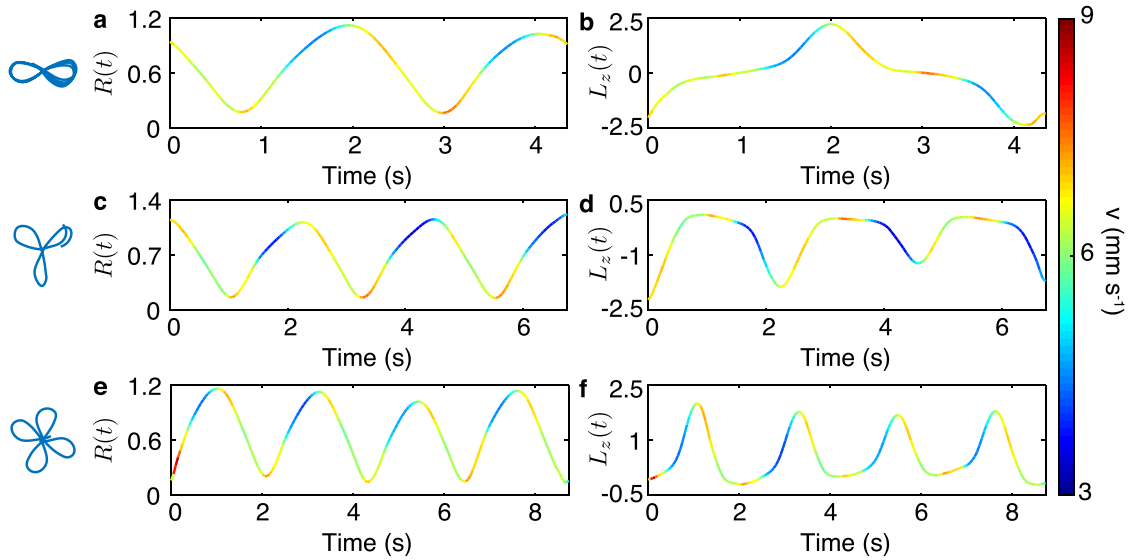 a
R(t)
1.2
0.6
0
0 1 2 3 4
Time (s)
b
L_z(t)
2.5
0
-2.5
0 1 2 3 4
Time (s)
c
R(t)
1.4
0.7
0
0 2 4 6
Time (s)
d
L_z(t)
0.5
-1
-2.5
0 2 4 6
Time (s)
e
R(t)
1.2
0.6
0
0 2 4 6 8
Time (s)
f
L_z(t)
2.5
1
-0.5
0 2 4 6 8
Time (s)
9
6
3
v (mm s⁻¹)